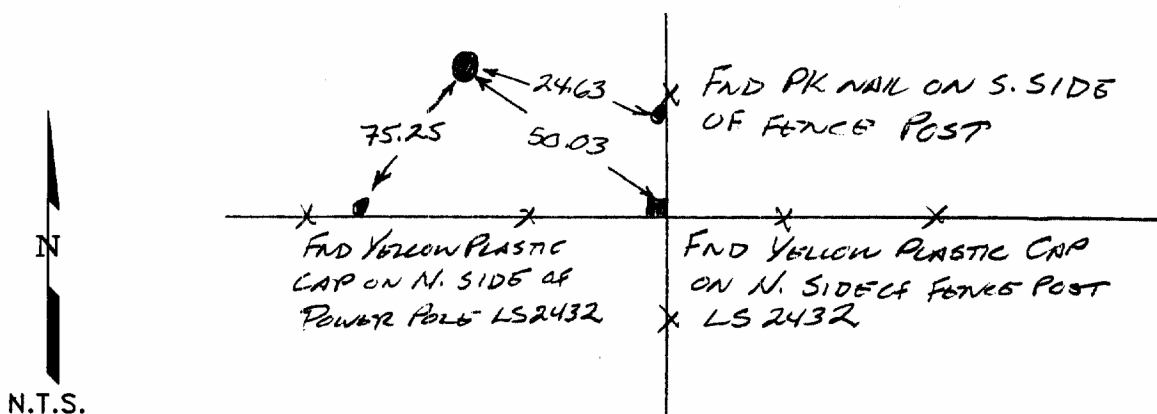 24.63
FND PK NAIL ON S. SIDE
OF FENCE POST
75.25
50.03
N
FND YELLOW PLASTIC
CAP ON N. SIDE OF
POWER POLE LS2432
FND YELLOW PLASTIC CAP
ON N. SIDE OF FENCE POST
LS 2432
N.T.S.